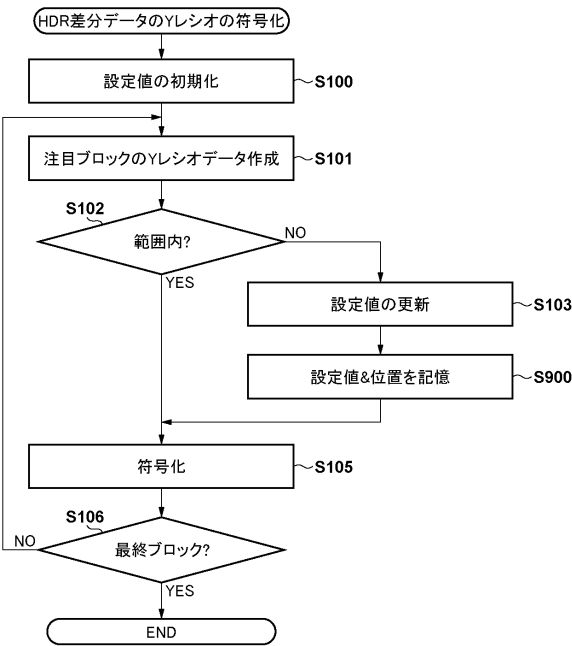 HDR差分データのYレシオの符号化
設定値の初期化
S100
注目ブロックのYレシオデータ作成
S101
S102
範囲内?
NO
YES
設定値の更新
S103
設定値&位置を記憶
S900
符号化
S105
S106
最終ブロック?
NO
YES
END